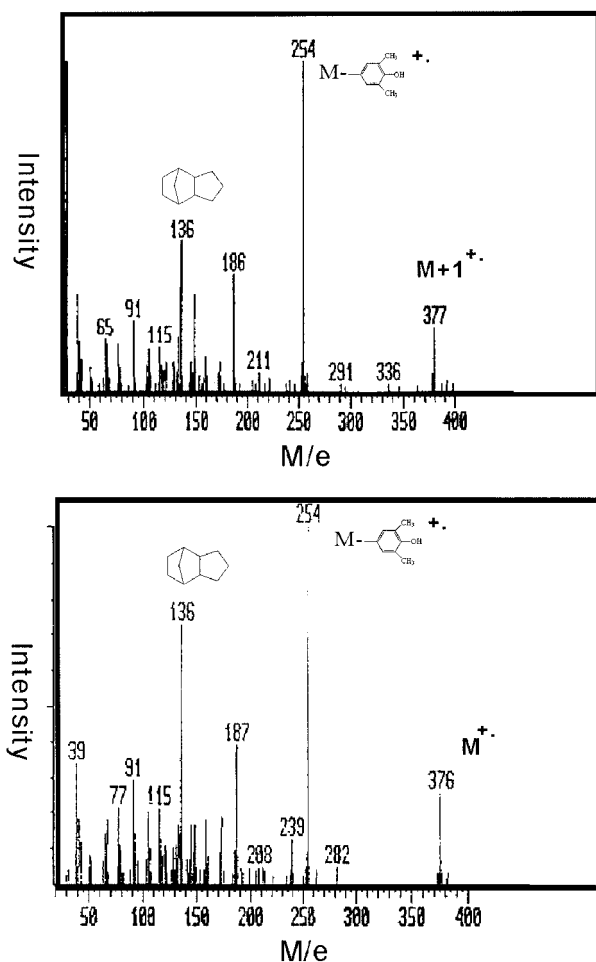 254
M
CH₃
OH
CH₃
+.
136
186
M+1+.
377
65
91
115
211
291
336
50
100
150
200
250
300
350
400
Intensity
M/e
254
M
CH₃
OH
CH₃
+.
136
187
M+.
39
376
91
77
115
239
208
282
50
100
150
200
250
300
350
400
Intensity
M/e